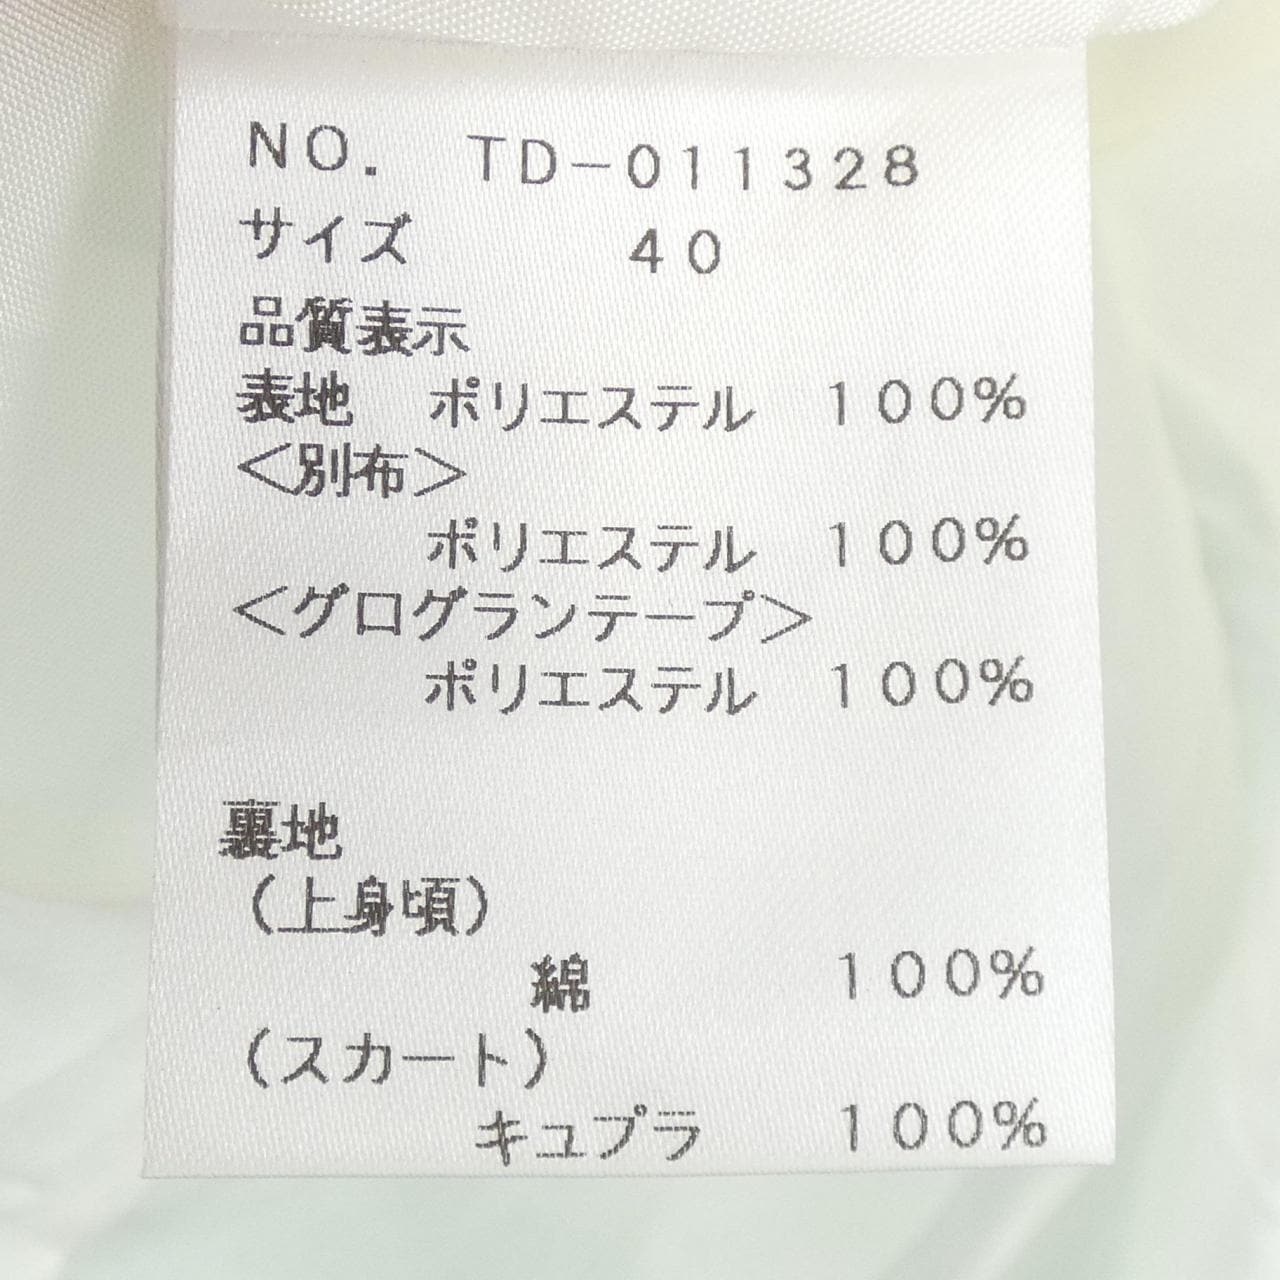 NO. TD-011328
サイズ 40
品質表示
表地 ポリエステル 100%
<別布>
ポリエステル 100%
<グログランテープ>
ポリエステル 100%
裏地
(上身頃)
綿 100%
(スカート)
キュプラ 100%